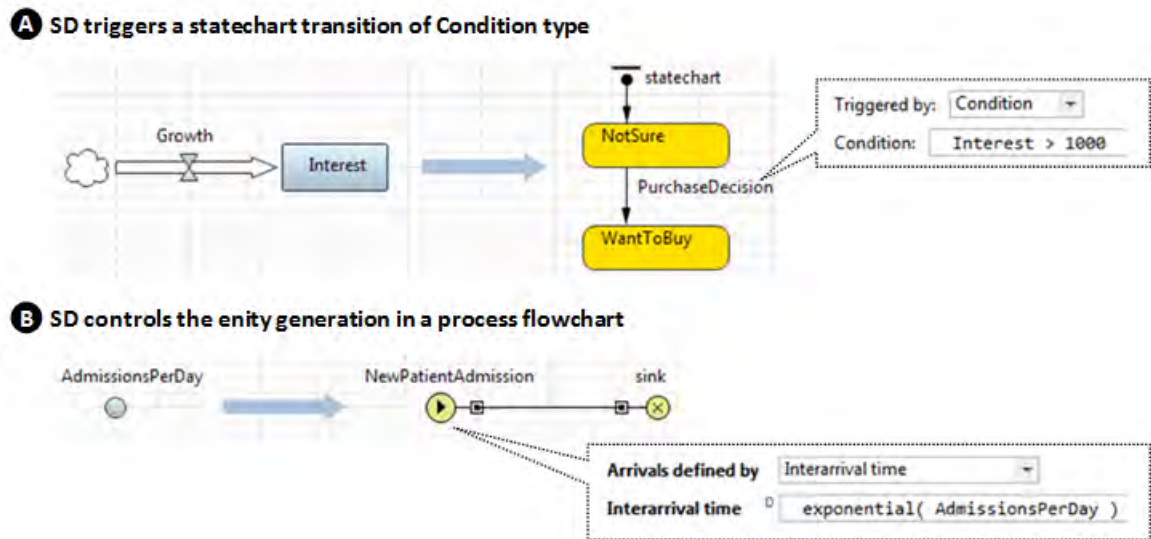 A SD triggers a statechart transition of Condition type
statechart
Growth
Interest
NotSure
PurchaseDecision
WantToBuy
Triggered by: Condition
Condition: Interest > 1000
B SD controls the enity generation in a process flowchart
AdmissionsPerDay
NewPatientAdmission
sink
Arrivals defined by Interarrival time
Interarrival time exponential( AdmissionsPerDay )